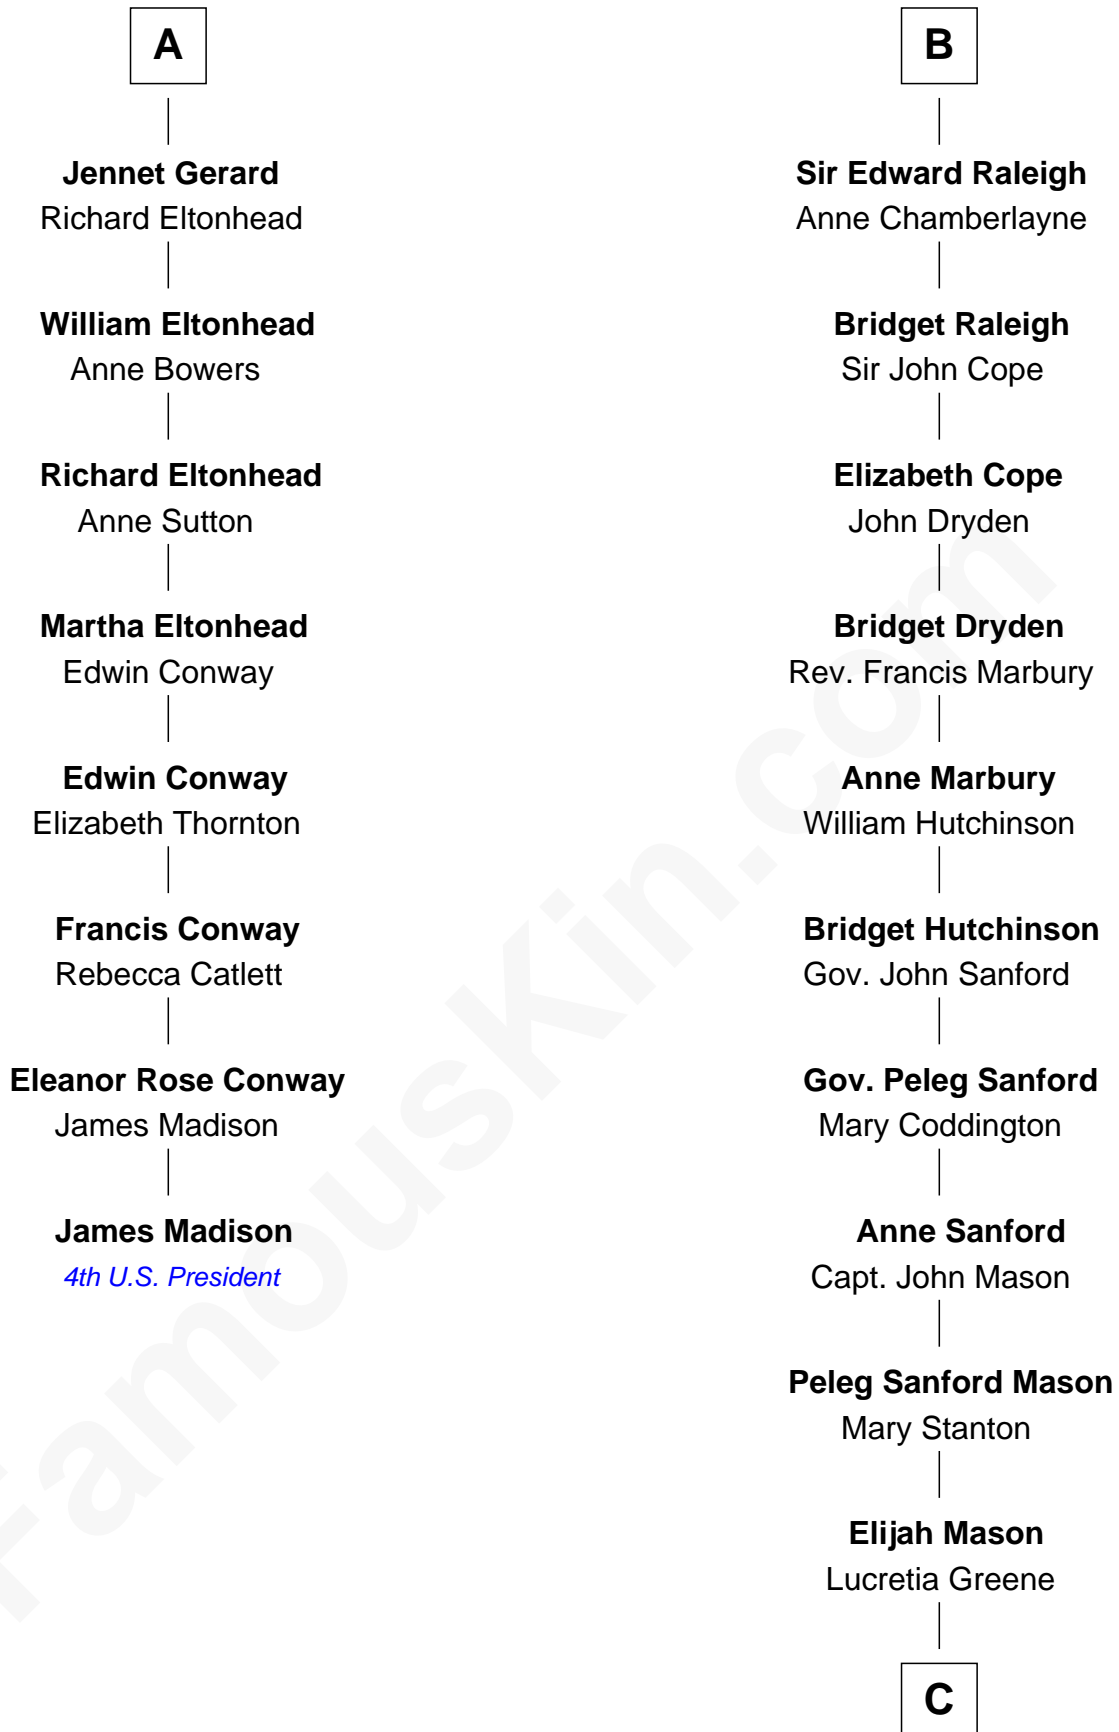 A
Jennet Gerard
Richard Eltonhead
William Eltonhead
Anne Bowers
Richard Eltonhead
Anne Sutton
Martha Eltonhead
Edwin Conway
Edwin Conway
Elizabeth Thornton
Francis Conway
Rebecca Catlett
Eleanor Rose Conway
James Madison
James Madison
4th U.S. President
B
Sir Edward Raleigh
Anne Chamberlayne
Bridget Raleigh
Sir John Cope
Elizabeth Cope
John Dryden
Bridget Dryden
Rev. Francis Marbury
Anne Marbury
William Hutchinson
Bridget Hutchinson
Gov. John Sanford
Gov. Peleg Sanford
Mary Coddington
Anne Sanford
Capt. John Mason
Peleg Sanford Mason
Mary Stanton
Elijah Mason
Lucretia Greene
C
FamousKin.com